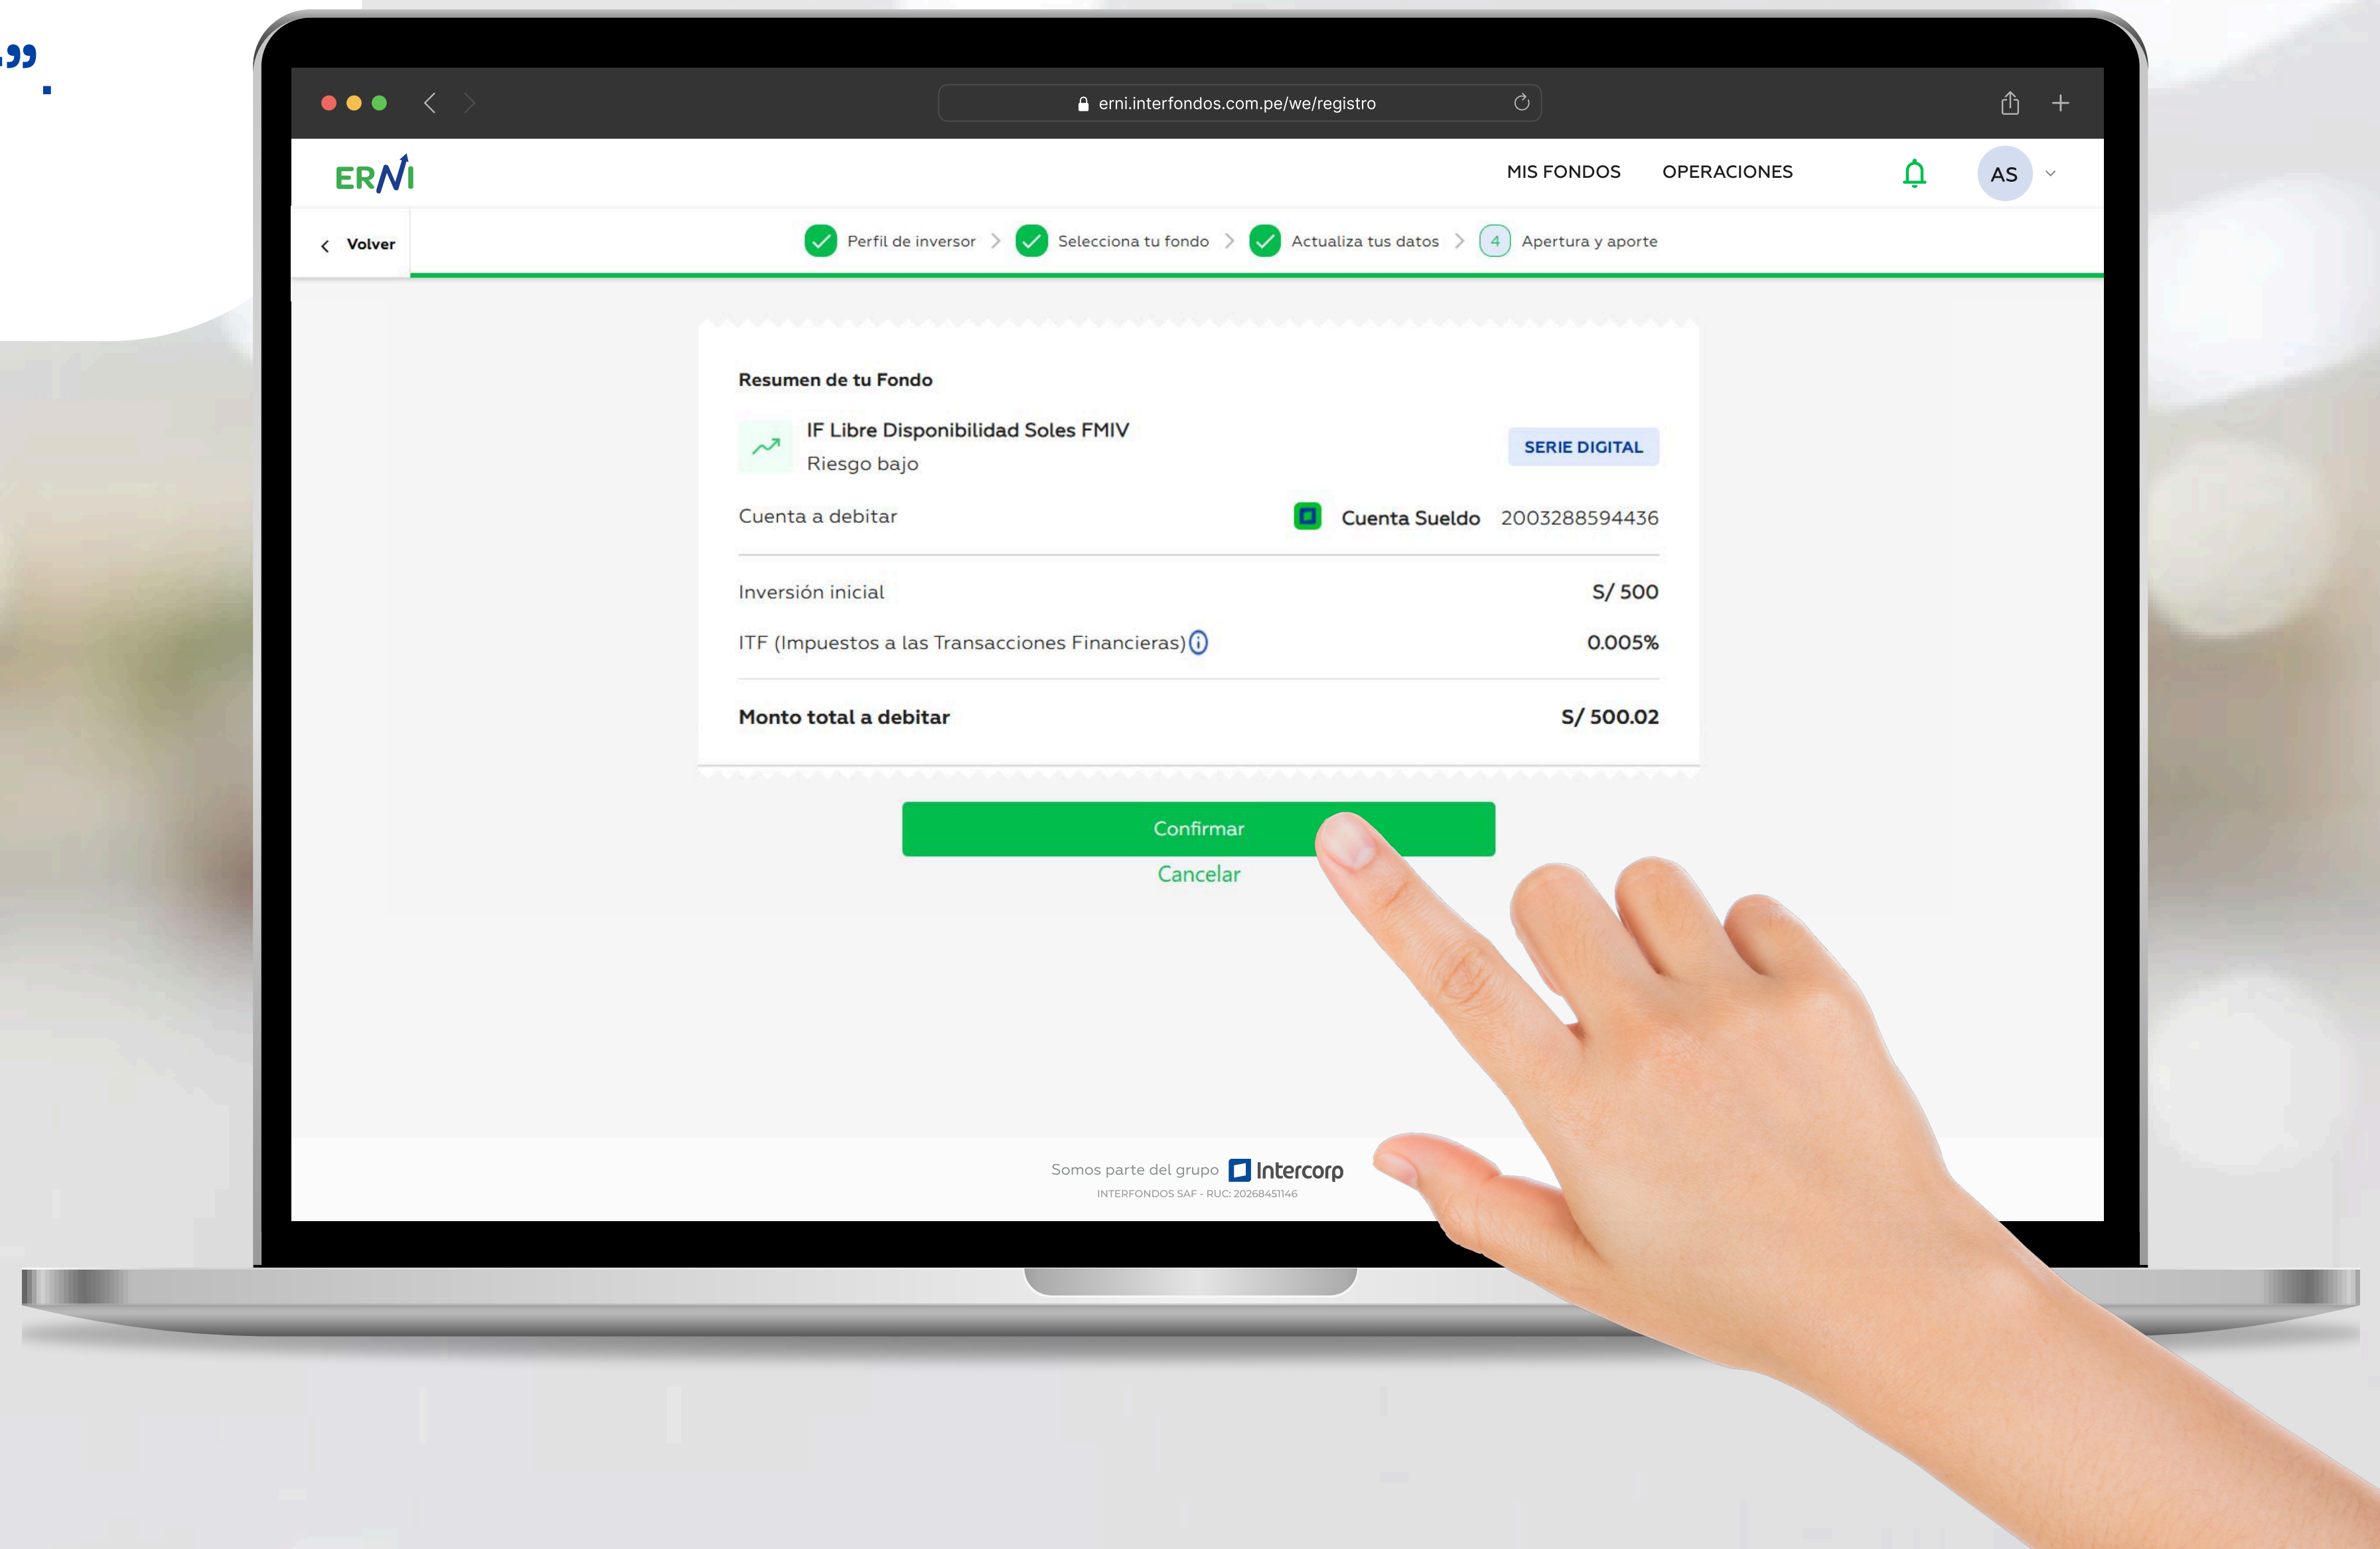 ”.
erni.interfondos.com.pe/we/registro
ERNI
MIS FONDOS OPERACIONES AS
Volver
Perfil de inversor Selecciona tu fondo Actualiza tus datos 4 Apertura y aporte
Resumen de tu Fondo
IF Libre Disponibilidad Soles FMIV
Riesgo bajo
SERIE DIGITAL
Cuenta a debitar Cuenta Sueldo 2003288594436
Inversión inicial S/ 500
ITF (Impuestos a las Transacciones Financieras) 0.005%
Monto total a debitar S/ 500.02
Confirmar
Cancelar
Somos parte del grupo Intercorp
INTERFONDOS SAF - RUC: 20268451146